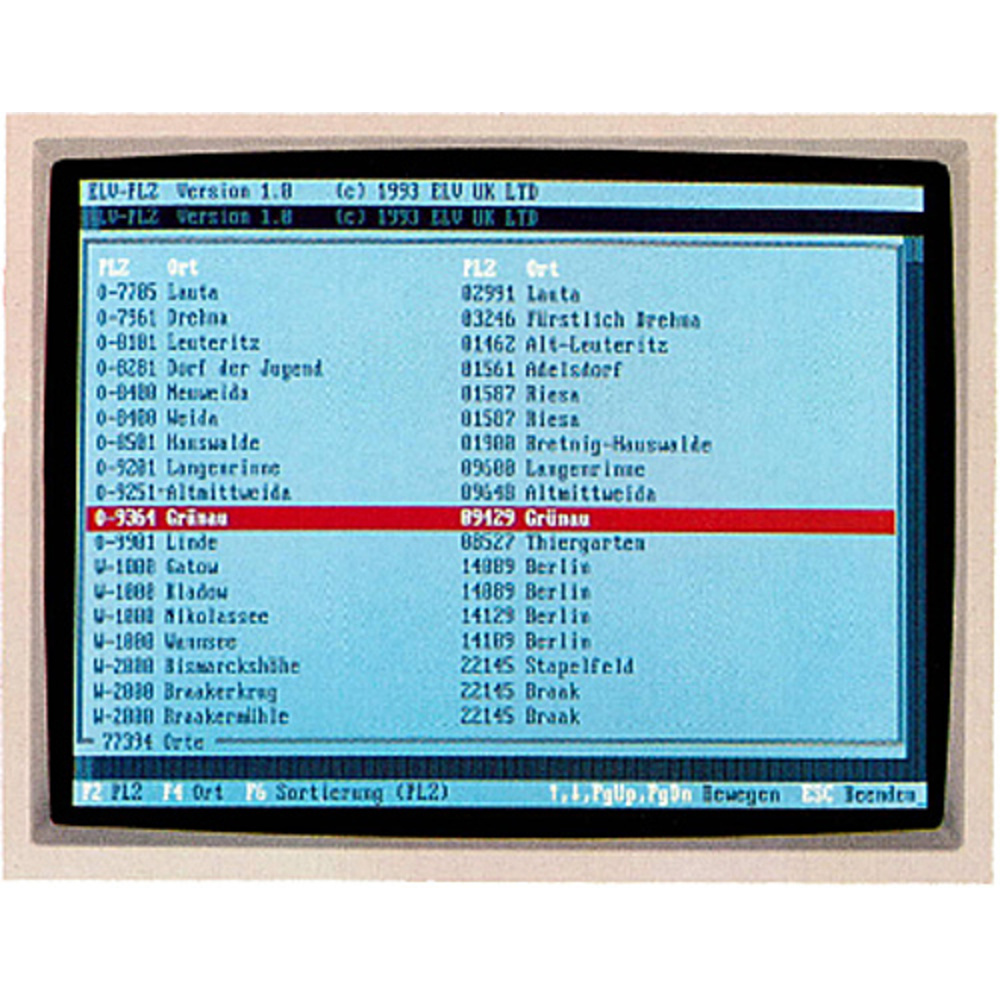 ELV-PLZ Version 1.0 (c) 1993 ELV UK LTD
ELV-PLZ Version 1.0 (c) 1993 ELV UK LTD
PLZ Ort PLZ Ort
O-7705 Lauta 02991 Lauta
O-7961 Drehna 03246 Fürstlich Drehna
O-8101 Leuteritz 01462 Alt-Leuteritz
O-8281 Dorf der Jugend 01561 Adelsdorf
O-8400 Neuweida 01587 Riesa
O-8400 Weida 01587 Riesa
O-8501 Hauswalde 01900 Bretnig-Hauswalde
O-9201 Langenrinne 09600 Langenrinne
O-9251 Altmittweida 09648 Altmittweida
O-9364 Grünau 09429 Grünau
O-9901 Linde 08527 Thiergarten
W-1000 Gatow 14089 Berlin
W-1000 Kladow 14089 Berlin
W-1000 Nikolassee 14129 Berlin
W-1000 Wannsee 14109 Berlin
W-2000 Bismarckshöhe 22145 Stapelfeld
W-2000 Braakerkrug 22145 Braak
W-2000 Braakermühle 22145 Braak
77394 Orte
F2 PLZ F4 Ort F6 Sortierung (PLZ) ↑,↓,PgUp,PgDn Bewegen ESC Beenden